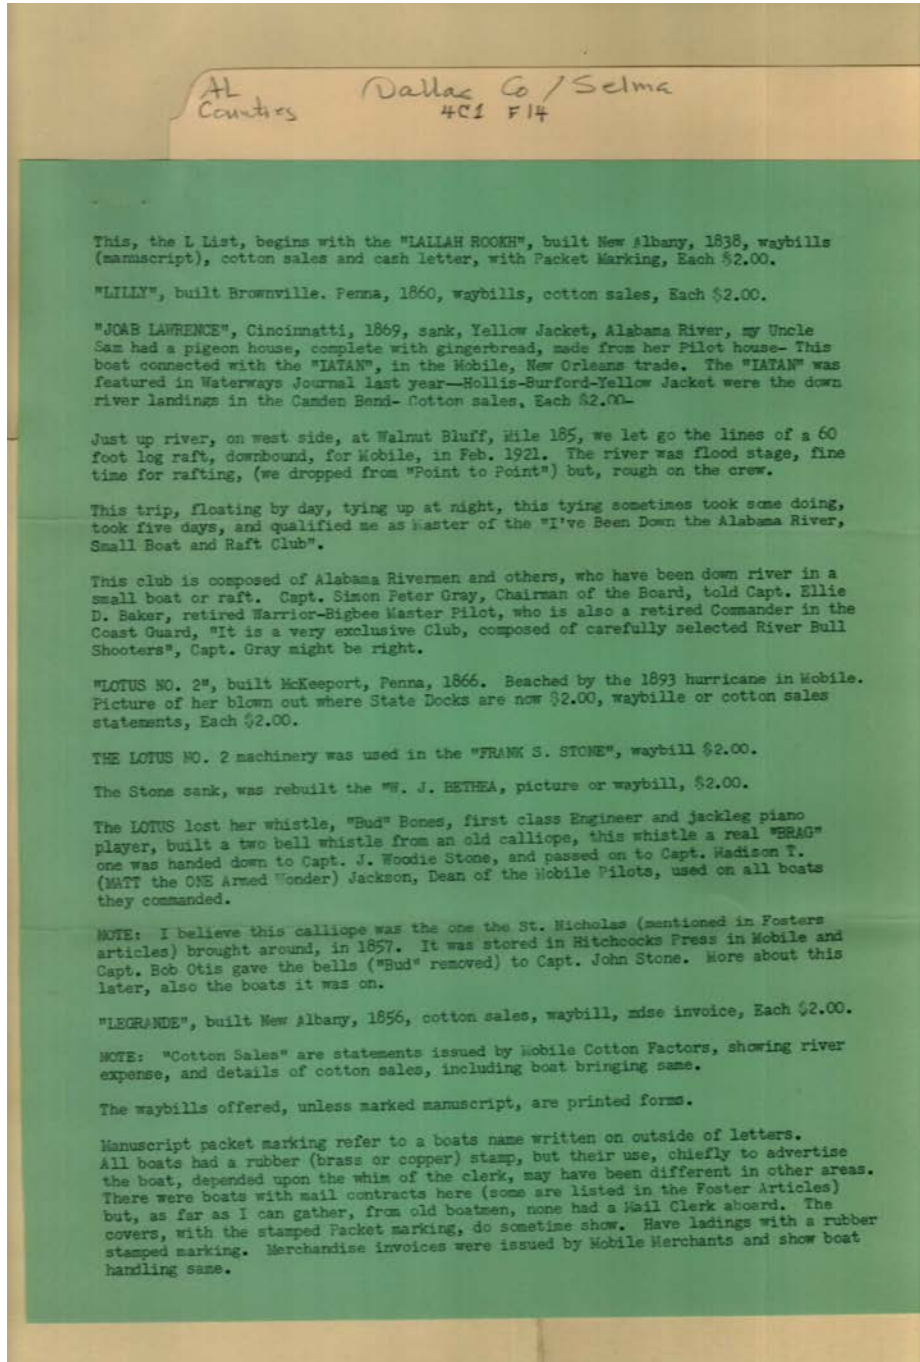 AL
Counties
Dallas Co / Selma
4C1 F14
This, the L List, begins with the "LALLAH ROOKH", built New Albany, 1838, waybills
(manuscript), cotton sales and cash letter, with Packet Marking, Each $2.00.
"LILLY", built Brownville. Penna, 1860, waybills, cotton sales, Each $2.00.
"JOAB LAWRENCE", Cincinnatti, 1869, sank, Yellow Jacket, Alabama River, my Uncle
Sam had a pigeon house, complete with gingerbread, made from her Pilot house- This
boat connected with the "IATAN", in the Mobile, New Orleans trade. The "IATAN" was
featured in Waterways Journal last year—Hollis-Burford-Yellow Jacket were the down
river landings in the Camden Bend- Cotton sales, Each $2.00-
Just up river, on west side, at Walnut Bluff, Mile 185, we let go the lines of a 60
foot log raft, downbound, for Mobile, in Feb. 1921. The river was flood stage, fine
time for rafting, (we dropped from "Point to Point") but, rough on the crew.
This trip, floating by day, tying up at night, this tying sometimes took some doing,
took five days, and qualified me as Master of the "I've Been Down the Alabama River,
Small Boat and Raft Club".
This club is composed of Alabama Rivermen and others, who have been down river in a
small boat or raft. Capt. Simon Peter Gray, Chairman of the Board, told Capt. Ellie
D. Baker, retired Warrior-Bigbee Master Pilot, who is also a retired Commander in the
Coast Guard, "It is a very exclusive Club, composed of carefully selected River Bull
Shooters", Capt. Gray might be right.
"LOTUS NO. 2", built McKeeport, Penna, 1866. Beached by the 1893 hurricane in Mobile.
Picture of her blown out where State Docks are now $2.00, waybille or cotton sales
statements, Each $2.00.
THE LOTUS NO. 2 machinery was used in the "FRANK S. STONE", waybill $2.00.
The Stone sank, was rebuilt the "W. J. BETHEA, picture or waybill, $2.00.
The LOTUS lost her whistle, "Bud" Bones, first class Engineer and jackleg piano
player, built a two bell whistle from an old calliope, this whistle a real "BRAG"
one was handed down to Capt. J. Woodie Stone, and passed on to Capt. Madison T.
(MATT the ONE Armed Wonder) Jackson, Dean of the Mobile Pilots, used on all boats
they commanded.
NOTE: I believe this calliope was the one the St. Nicholas (mentioned in Fosters
articles) brought around, in 1857. It was stored in Hitchcocks Press in Mobile and
Capt. Bob Otis gave the bells ("Bud" removed) to Capt. John Stone. More about this
later, also the boats it was on.
"LEGRANDE", built New Albany, 1856, cotton sales, waybill, mdse invoice, Each $2.00.
NOTE: "Cotton Sales" are statements issued by Mobile Cotton Factors, showing river
expense, and details of cotton sales, including boat bringing same.
The waybills offered, unless marked manuscript, are printed forms.
Manuscript packet marking refer to a boats name written on outside of letters.
All boats had a rubber (brass or copper) stamp, but their use, chiefly to advertise
the boat, depended upon the whim of the clerk, may have been different in other areas.
There were boats with mail contracts here (some are listed in the Foster Articles)
but, as far as I can gather, from old boatmen, none had a Mail Clerk aboard. The
covers, with the stamped Packet marking, do sometime show. Have ladings with a rubber
stamped marking. Merchandise invoices were issued by Mobile Merchants and show boat
handling same.